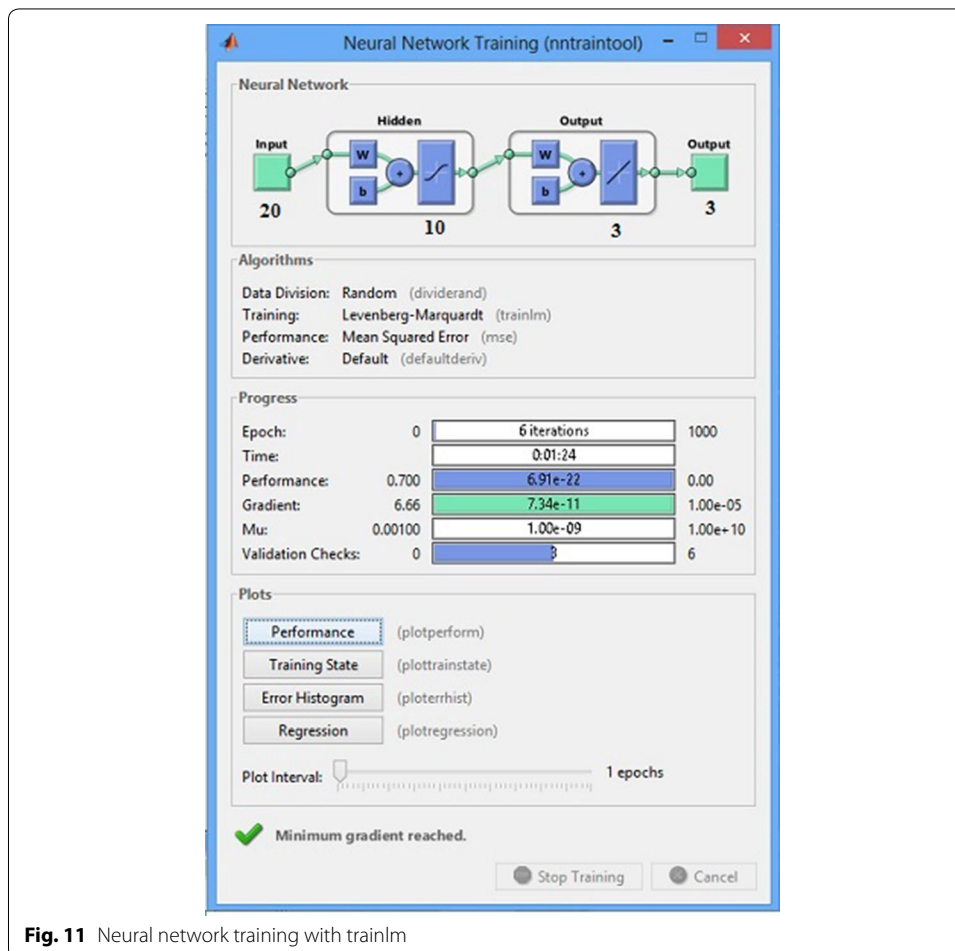 Neural Network Training (nntraintool)
Neural Network
Hidden
Output
Input
W
b
+
W
b
+
Output
20
10
3
3
Algorithms
Data Division: Random (dividerand)
Training: Levenberg-Marquardt (trainlm)
Performance: Mean Squared Error (mse)
Derivative: Default (defaultderiv)
Progress
Epoch: 0 6 iterations 1000
Time: 0:01:24
Performance: 0.700 6.91e-22 0.00
Gradient: 6.66 7.34e-11 1.00e-05
Mu: 0.00100 1.00e-09 1.00e+10
Validation Checks: 0 3 6
Plots
Performance (plotperform)
Training State (plottrainstate)
Error Histogram (ploterrhist)
Regression (plotregression)
Plot Interval: 1 epochs
Minimum gradient reached.
Stop Training Cancel
Fig. 11 Neural network training with trainlm